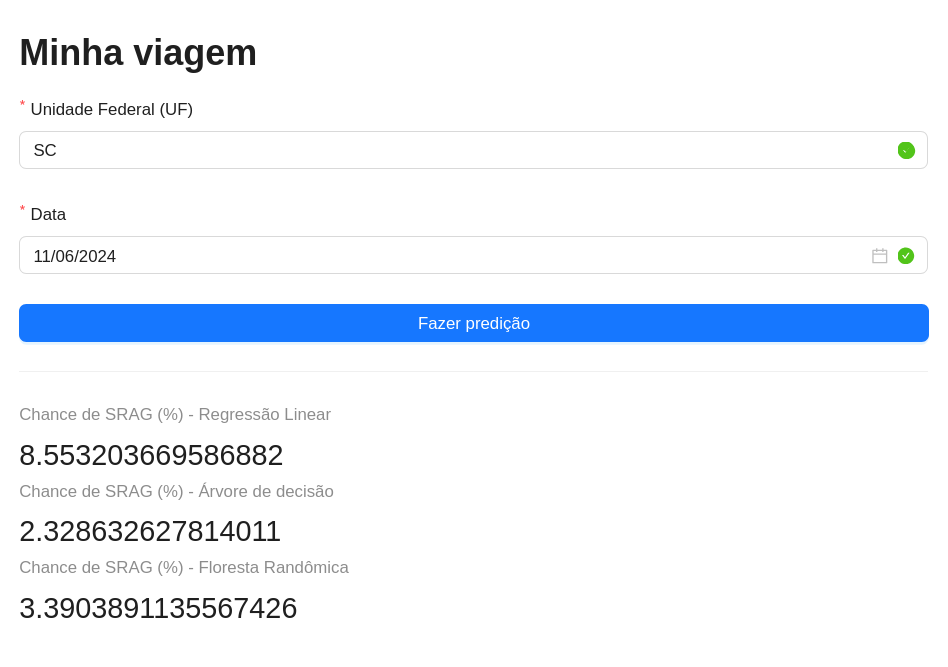 Minha viagem
* Unidade Federal (UF)
SC
* Data
11/06/2024
Fazer predição
Chance de SRAG (%) - Regressão Linear
8.553203669586882
Chance de SRAG (%) - Árvore de decisão
2.328632627814011
Chance de SRAG (%) - Floresta Randômica
3.3903891135567426